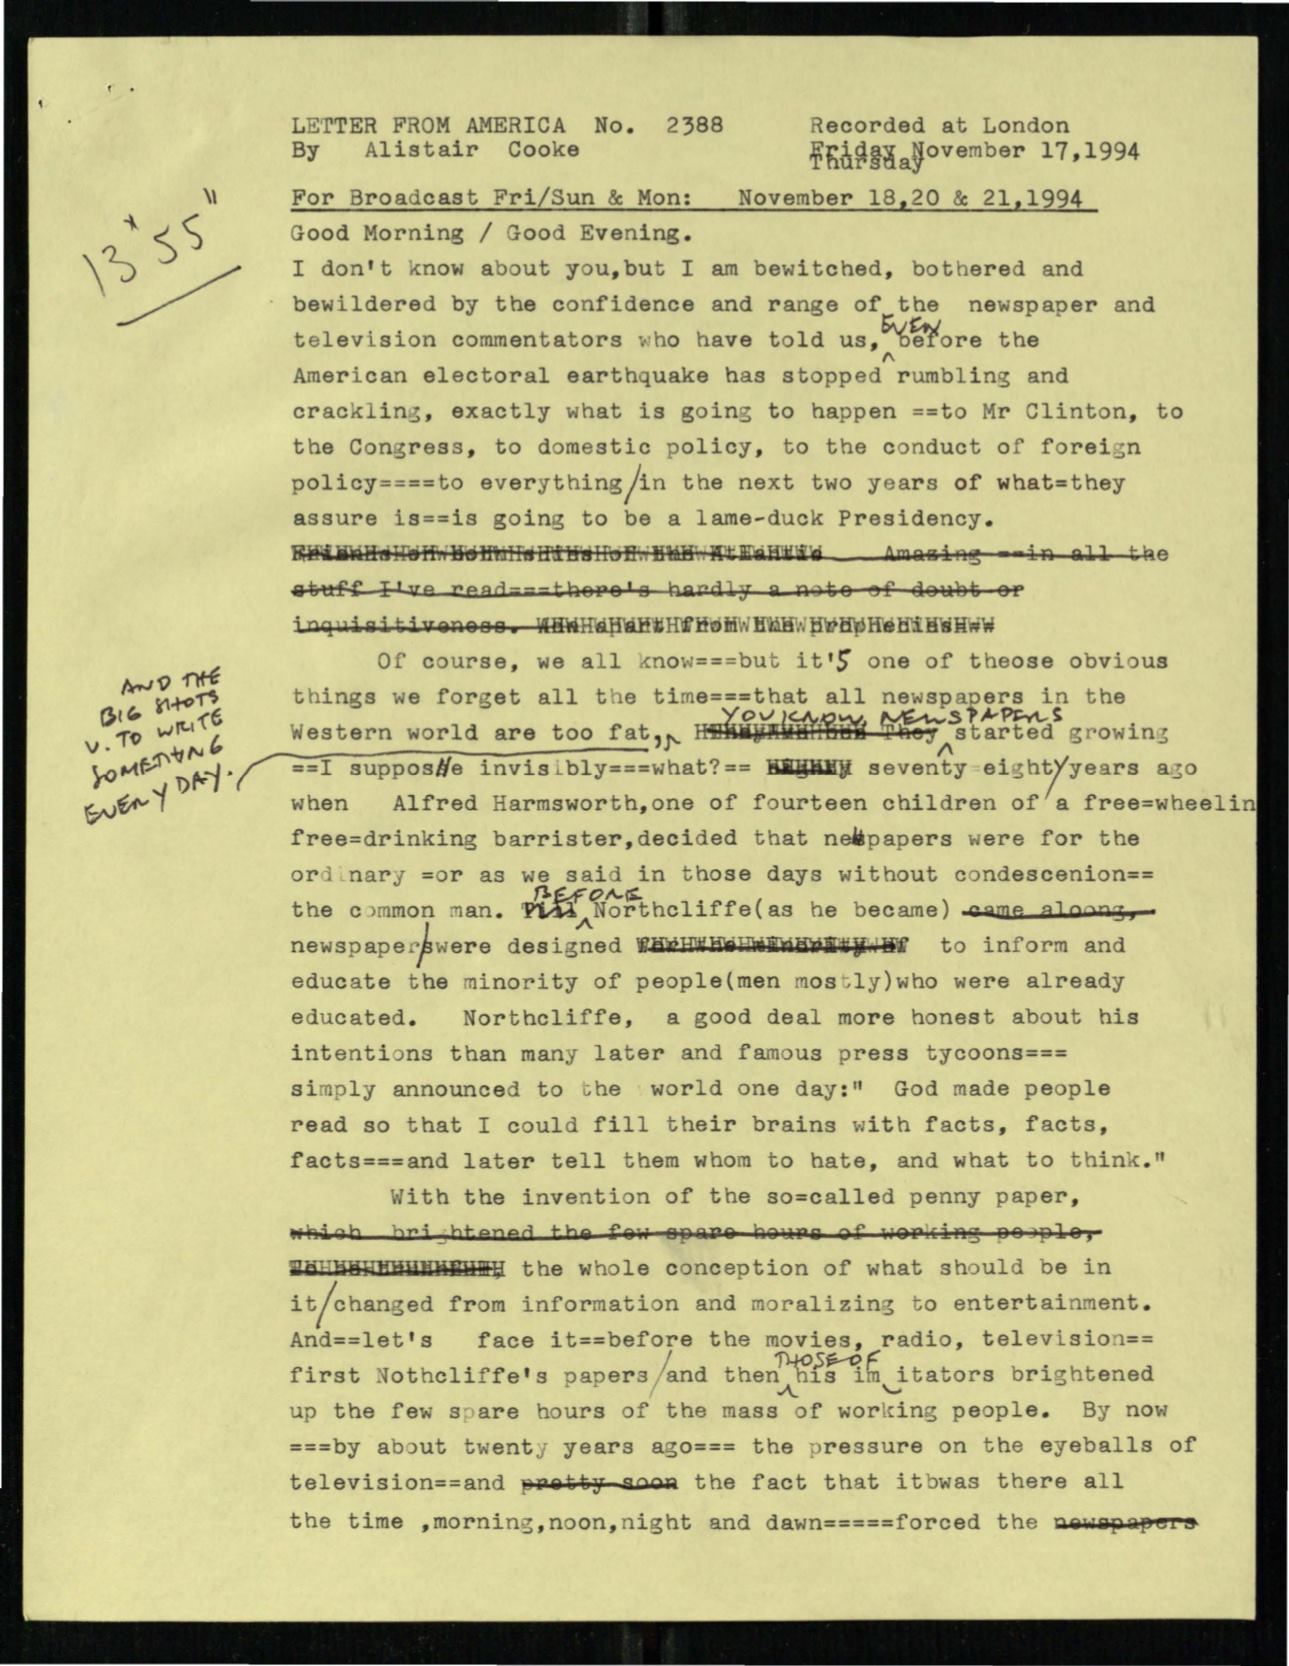 LETTER FROM AMERICA No. 2388 Recorded at London
By Alistair Cooke Friday November 17,1994
Thursday
For Broadcast Fri/Sun & Mon: November 18,20 & 21,1994
13" 55"
Good Morning / Good Evening.
I don't know about you,but I am bewitched, bothered and
bewildered by the confidence and range of the newspaper and
EVEN
television commentators who have told us, before the
American electoral earthquake has stopped rumbling and
crackling, exactly what is going to happen ==to Mr Clinton, to
the Congress, to domestic policy, to the conduct of foreign
policy====to everything/in the next two years of what=they
assure is==is going to be a lame-duck Presidency.
Amazing ==in all the
stuff I've read===there's hardly a note of doubt or
inquisitiveness.
Of course, we all know===but it's one of theose obvious
things we forget all the time===that all newspapers in the
YOU KNOW, NEWSPAPERS
Western world are too fat,, They started growing
AND THE
BIG SHOTS
V. TO WRITE
SOMETHING
EVERY DAY.
==I suppose invisibly===what?== seventy=eighty/years ago
when Alfred Harmsworth,one of fourteen children of a free=wheelin
free=drinking barrister,decided that newpapers were for the
ordinary =or as we said in those days without condescenion==
BEFORE
the common man. Till Northcliffe(as he became) came aloong,
newspapers/were designed to inform and
educate the minority of people(men mostly)who were already
educated. Northcliffe, a good deal more honest about his
intentions than many later and famous press tycoons===
simply announced to the world one day:" God made people
read so that I could fill their brains with facts, facts,
facts===and later tell them whom to hate, and what to think."
With the invention of the so=called penny paper,
which brightened the few spare hours of working people,
the whole conception of what should be in
it/changed from information and moralizing to entertainment.
And==let's face it==before the movies, radio, television==
THOSE OF
first Nothcliffe's papers/and then his im itators brightened
up the few spare hours of the mass of working people. By now
===by about twenty years ago=== the pressure on the eyeballs of
television==and pretty soon the fact that itbwas there all
the time ,morning,noon,night and dawn=====forced the newspapers